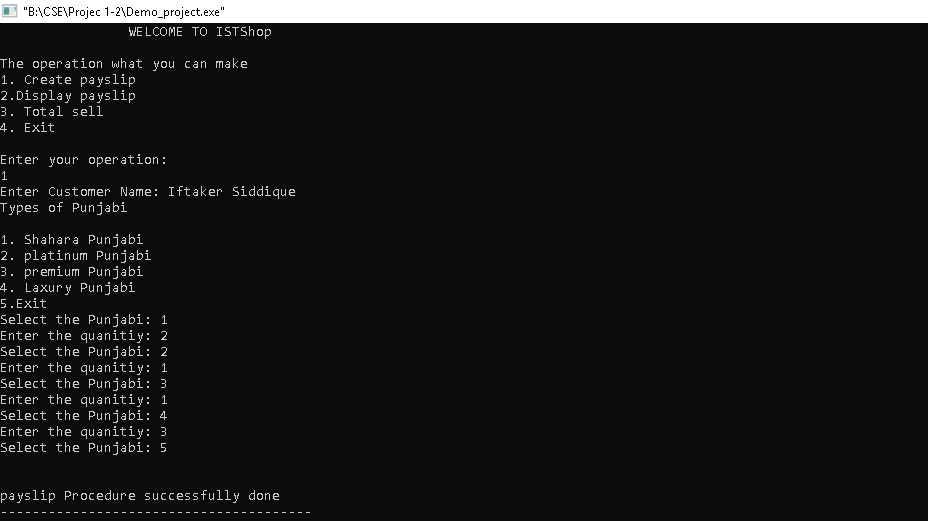 "B:\CSE\Projec 1-2\Demo_project.exe"
WELCOME TO ISTShop
The operation what you can make
1. Create payslip
2.Display payslip
3. Total sell
4. Exit
Enter your operation:
1
Enter Customer Name: Iftaker Siddique
Types of Punjabi
1. Shahara Punjabi
2. platinum Punjabi
3. premium Punjabi
4. Laxury Punjabi
5.Exit
Select the Punjabi: 1
Enter the quanitiy: 2
Select the Punjabi: 2
Enter the quanitiy: 1
Select the Punjabi: 3
Enter the quanitiy: 1
Select the Punjabi: 4
Enter the quanitiy: 3
Select the Punjabi: 5
payslip Procedure successfully done
---------------------------------------